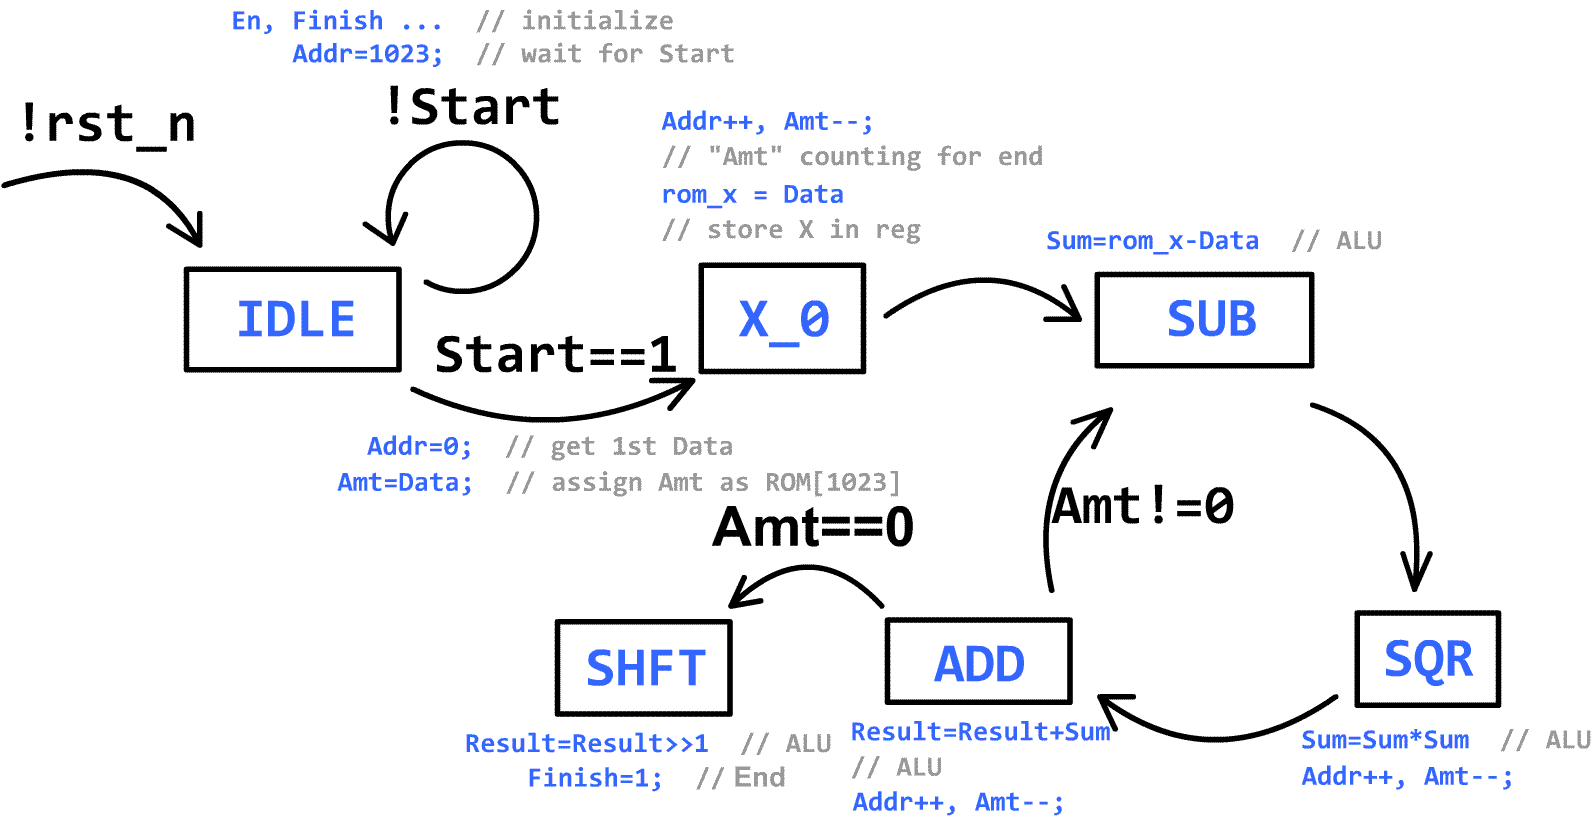 En, Finish ... // initialize
Addr=1023; // wait for Start
!rst_n
!Start
Addr++, Amt--;
// "Amt" counting for end
rom_x = Data
// store X in reg
Sum=rom_x-Data // ALU
IDLE
X_0
SUB
Start==1
Addr=0; // get 1st Data
Amt=Data; // assign Amt as ROM[1023]
Amt==0
Amt!=0
SHFT
ADD
SQR
Result=Result>>1 // ALU
Finish=1; // End
Result=Result+Sum
// ALU
Addr++, Amt--;
Sum=Sum*Sum // ALU
Addr++, Amt--;